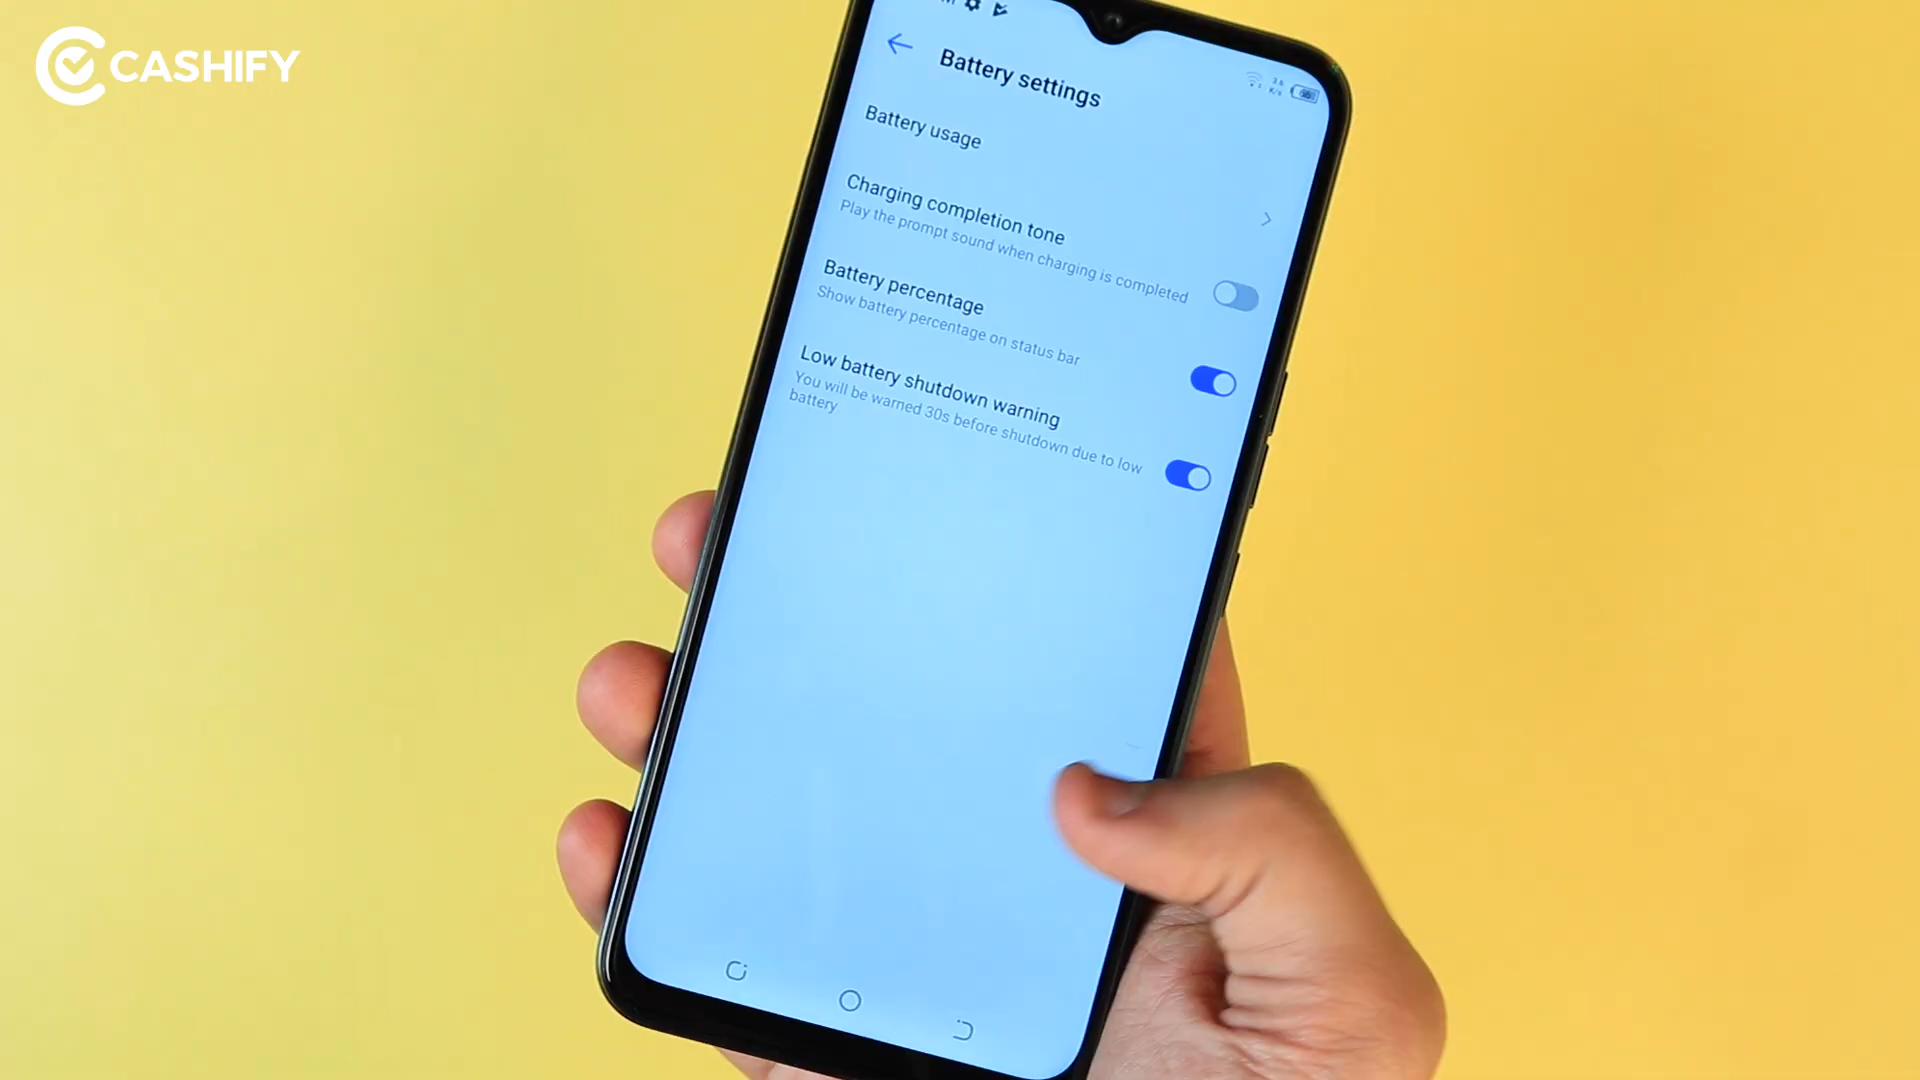 CASHIFY
Battery settings
Battery usage
Charging completion tone
Play the prompt sound when charging is completed
Battery percentage
Show battery percentage on status bar
Low battery shutdown warning
You will be warned 30s before shutdown due to low
battery